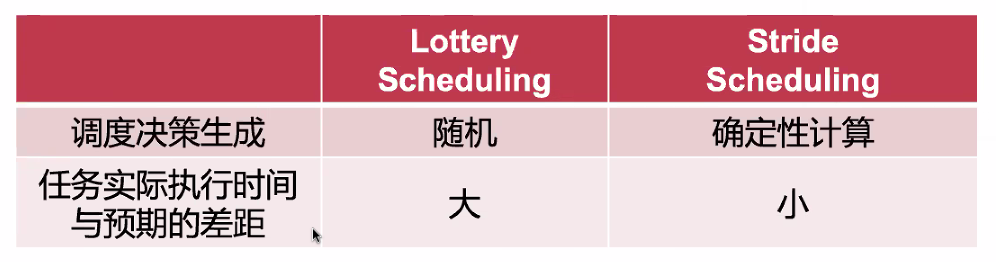 Lottery
Scheduling
Stride
Scheduling
调度决策生成
随机
确定性计算
任务实际执行时间
与预期的差距
大
小